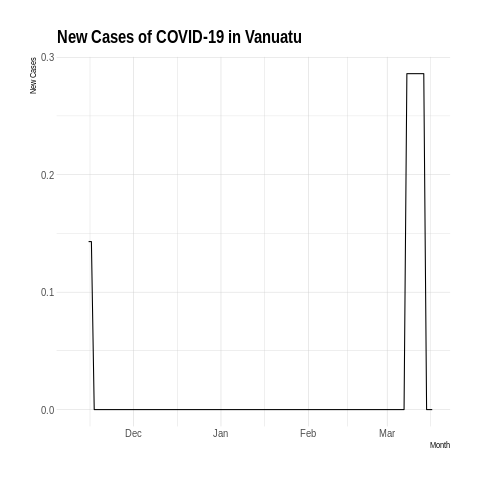 New Cases of COVID-19 in Vanuatu
New Cases
0.3
0.2
0.1
0.0
Dec Jan Feb Mar
Month